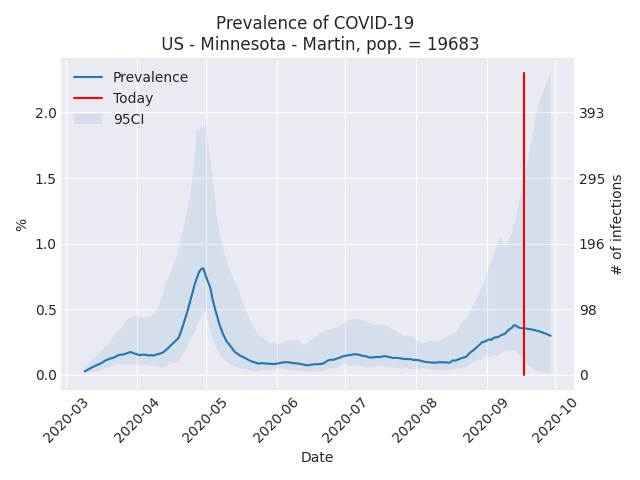 Prevalence of COVID-19
US - Minnesota - Martin, pop. = 19683
Prevalence
Today
95CI
2.0
1.5
1.0
0.5
0.0
%
393
295
196
98
0
# of infections
2020-03
2020-04
2020-05
2020-06
2020-07
2020-08
2020-09
2020-10
Date